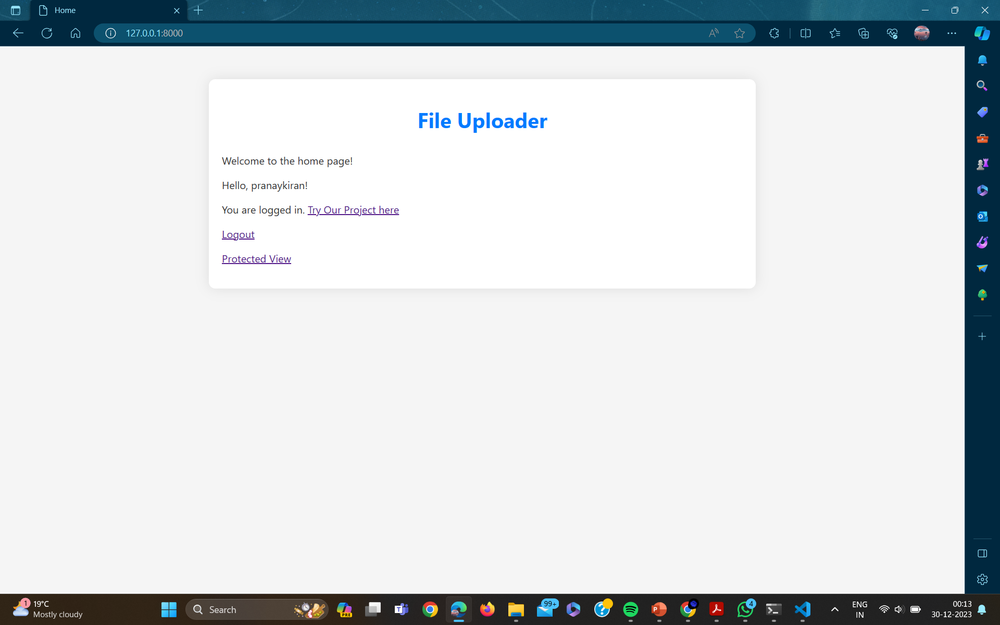 Home
127.0.0.1:8000
File Uploader
Welcome to the home page!
Hello, pranaykiran!
You are logged in. Try Our Project here
Logout
Protected View
1
19°C
Mostly cloudy
Search
PRE
99+
4
ENG
IN
00:13
30-12-2023